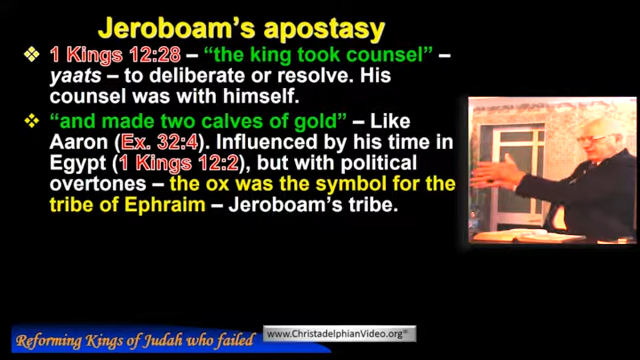 Jeroboam's apostasy
1 Kings 12:28 – "the king took counsel" –
yaats – to deliberate or resolve. His
counsel was with himself.
"and made two calves of gold" – Like
Aaron (Ex. 32:4). Influenced by his time in
Egypt (1 Kings 12:2), but with political
overtones – the ox was the symbol for the
tribe of Ephraim – Jeroboam's tribe.
Reforming Kings of Judah who failed
www.ChristadelphianVideo.org®